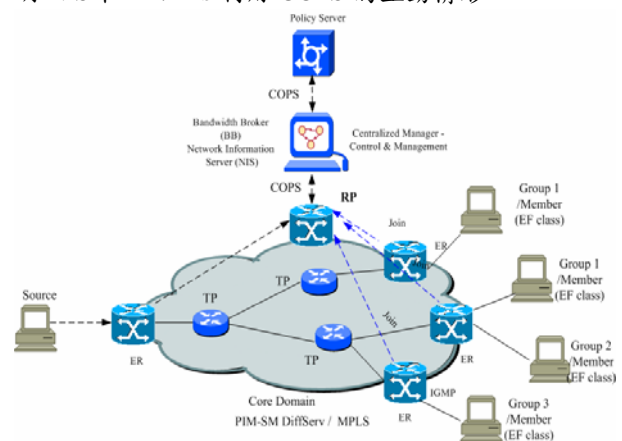 Policy Server
COPS
Bandwidth Broker
(BB)
Network Information
Server (NIS)
Centralized Manager -
Control & Management
COPS
RP
Join
ER
Group 1
/Member
(EF class)
Group 1
/Member
(EF class)
Source
TP
TP
Join
ER
TP
ER
Group 2
/Member
(EF class)
IGMP
Core Domain
ER
PIM-SM DiffServ / MPLS
Group 3
/Member
(EF class)